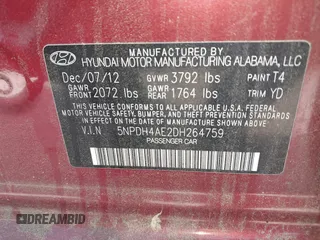 MANUFACTURED BY
HYUNDAI MOTOR MANUFACTURING ALABAMA, LLC
Dec/07/12 GVWR 3792 lbs PAINT T4
GAWR FRONT 2072 lbs GAWR REAR 1764 lbs TRIM YD
THIS VEHICLE CONFORMS TO ALL APPLICABLE
FEDERAL MOTOR VEHICLE SAFETY, BUMPER, AND
THEFT PREVENTION STANDARDS IN EFFECT ON THE
DATE OF MANUFACTURE SHOWN ABOVE.
V.I.N 5NPDH4AE2DH264759
PASSENGER CAR
DREAMBID